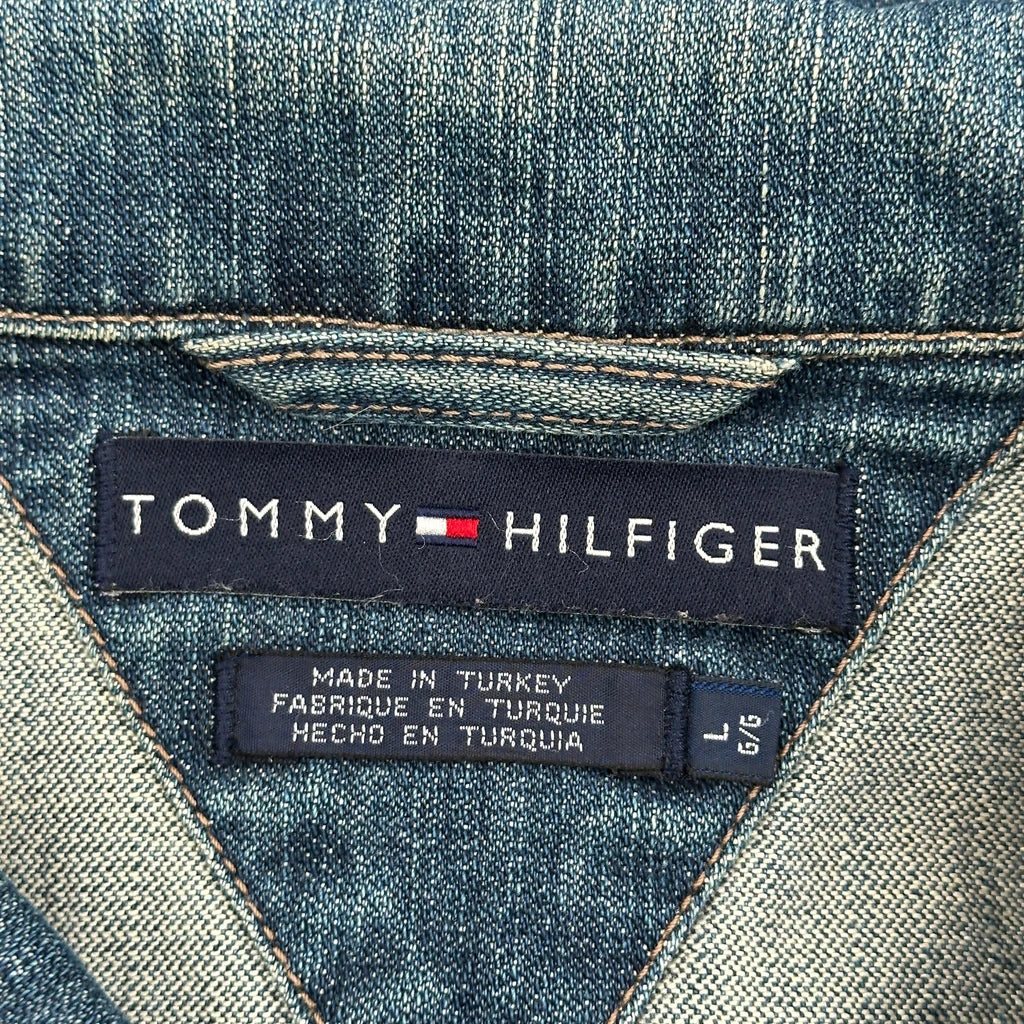 TOMMY HILFIGER
MADE IN TURKEY
FABRIQUE EN TURQUIE
HECHO EN TURQUIA
L
G/G